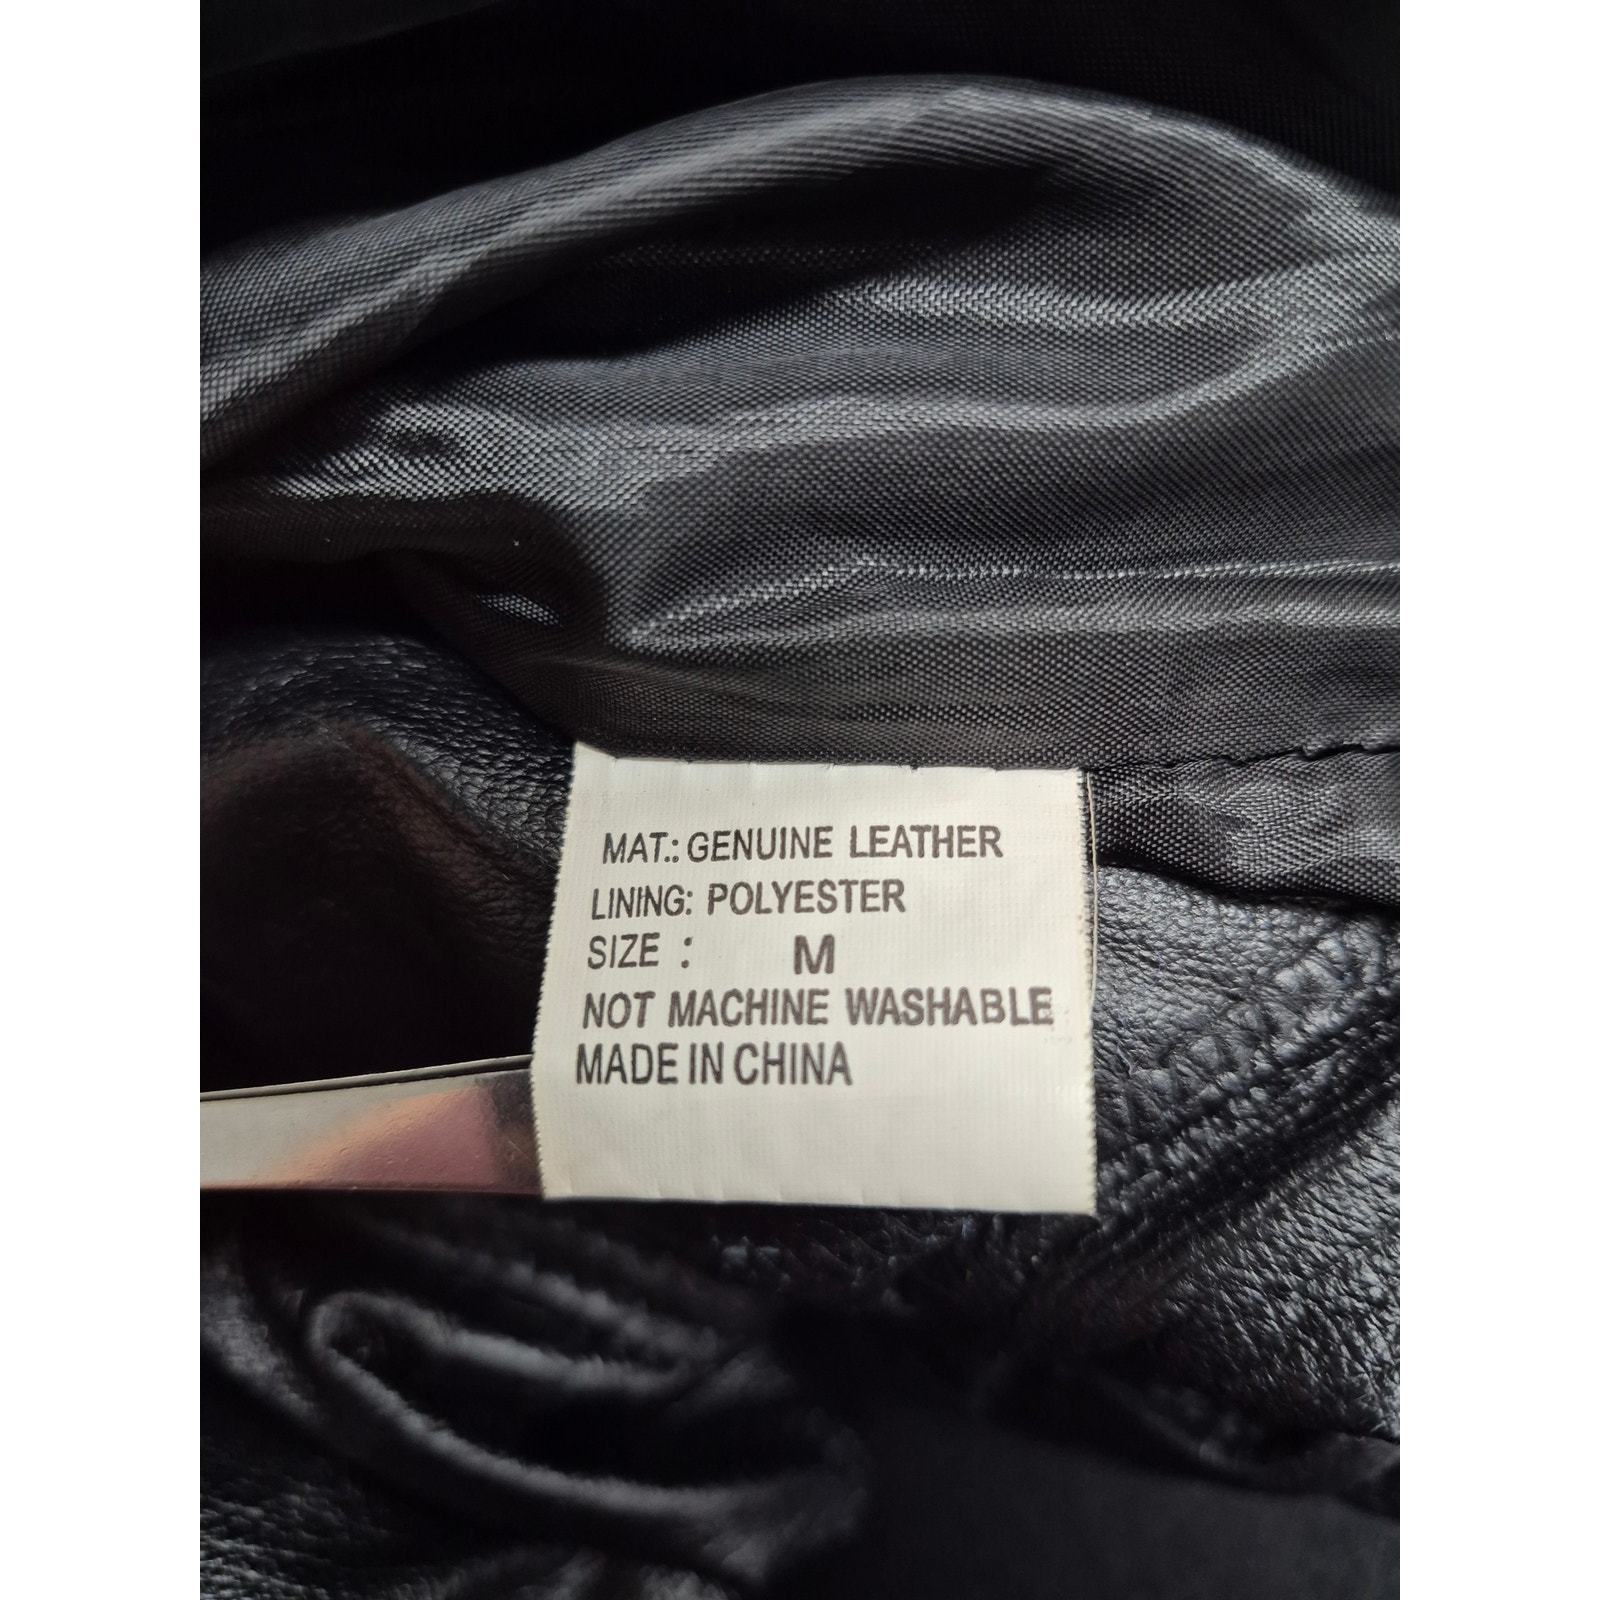 MAT.: GENUINE LEATHER
LINING: POLYESTER
SIZE : M
NOT MACHINE WASHABLE
MADE IN CHINA